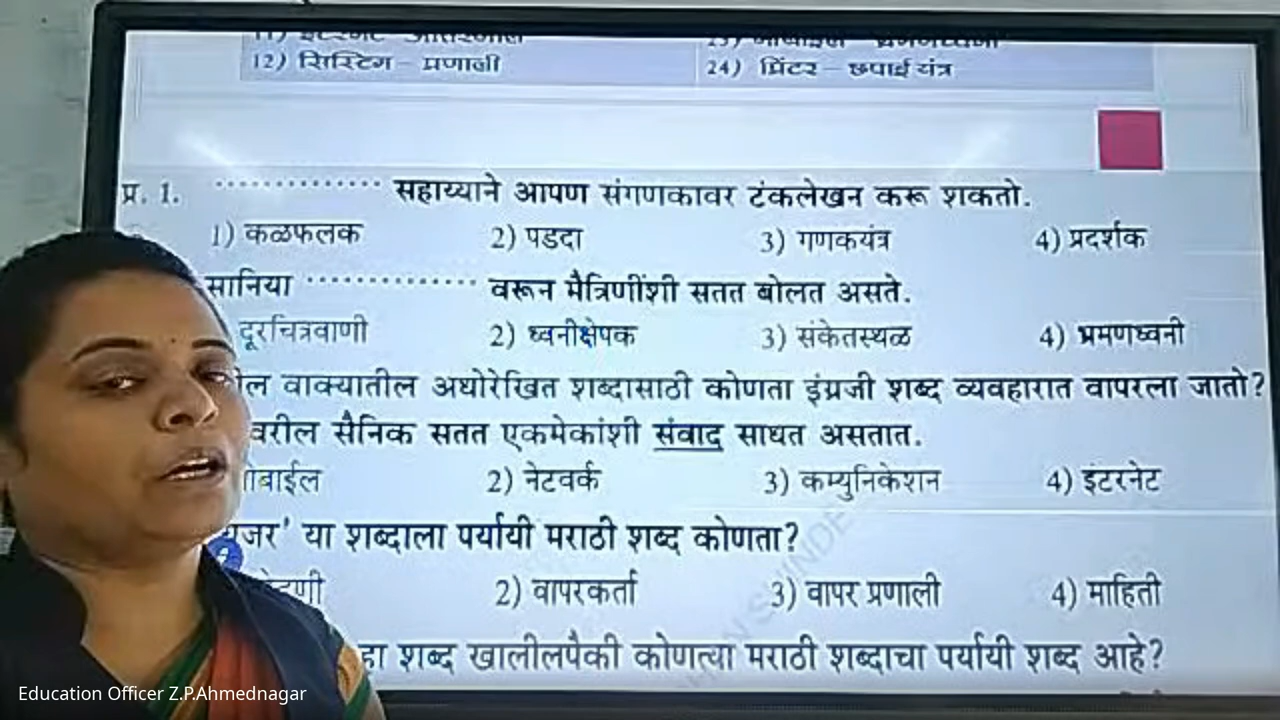 12) सिस्टिम – प्रणाली
24) प्रिंटर – छपाई यंत्र
प्र. 1. ............... सहाय्याने आपण संगणकावर टंकलेखन करू शकतो.
1) कळफलक 2) पडदा 3) गणकयंत्र 4) प्रदर्शक
सानिया ............... वरून मैत्रिणींशी सतत बोलत असते.
दूरचित्रवाणी 2) ध्वनीक्षेपक 3) संकेतस्थळ 4) भ्रमणध्वनी
वाक्यातील अधोरेखित शब्दासाठी कोणता इंग्रजी शब्द व्यवहारात वापरला जातो?
वरील सैनिक सतत एकमेकांशी संवाद साधत असतात.
2) नेटवर्क 3) कम्युनिकेशन 4) इंटरनेट
या शब्दाला पर्यायी मराठी शब्द कोणता?
2) वापरकर्ता 3) वापर प्रणाली 4) माहिती
हा शब्द खालीलपैकी कोणत्या मराठी शब्दाचा पर्यायी शब्द आहे?
Education Officer Z.P.Ahmednagar